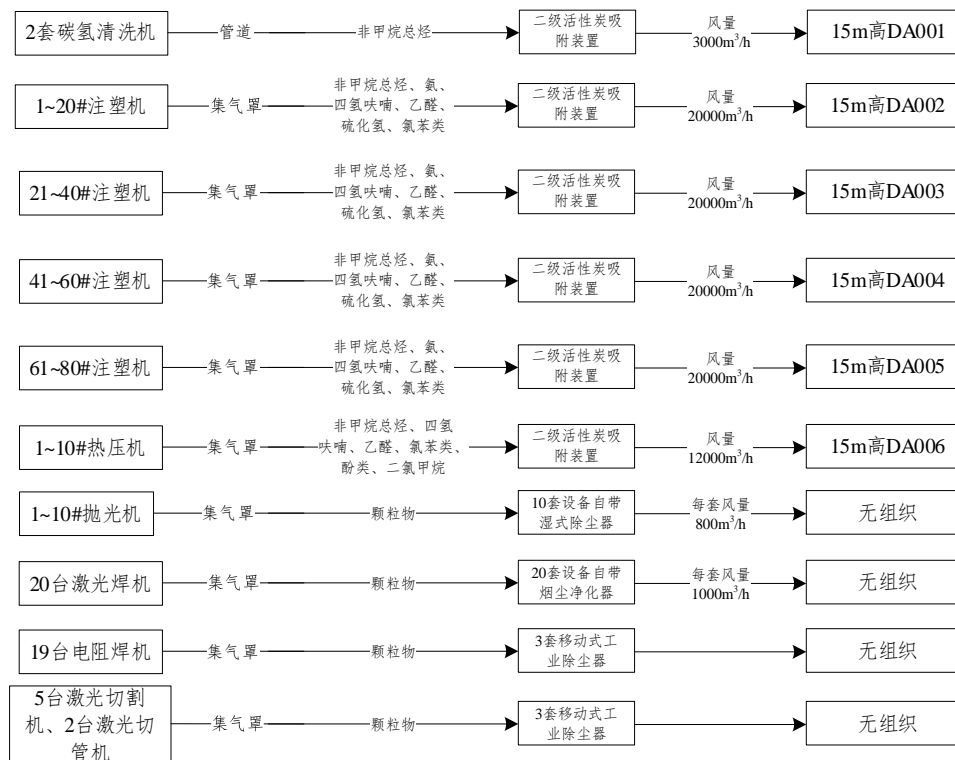 2套碳氢清洗机
管道
非甲烷总烃
二级活性炭吸
附装置
风量
3000m³/h
15m高DA001
1~20#注塑机
集气罩
非甲烷总烃、氨、
四氢呋喃、乙醛、
硫化氢、氯苯类
二级活性炭吸
附装置
风量
20000m³/h
15m高DA002
21~40#注塑机
集气罩
非甲烷总烃、氨、
四氢呋喃、乙醛、
硫化氢、氯苯类
二级活性炭吸
附装置
风量
20000m³/h
15m高DA003
41~60#注塑机
集气罩
非甲烷总烃、氨、
四氢呋喃、乙醛、
硫化氢、氯苯类
二级活性炭吸
附装置
风量
20000m³/h
15m高DA004
61~80#注塑机
集气罩
非甲烷总烃、氨、
四氢呋喃、乙醛、
硫化氢、氯苯类
二级活性炭吸
附装置
风量
20000m³/h
15m高DA005
1~10#热压机
集气罩
非甲烷总烃、四氢
呋喃、乙醛、氯苯类、
酚类、二氯甲烷
二级活性炭吸
附装置
风量
12000m³/h
15m高DA006
1~10#抛光机
集气罩
颗粒物
10套设备自带
湿式除尘器
每套风量
800m³/h
无组织
20台激光焊机
集气罩
颗粒物
20套设备自带
烟尘净化器
每套风量
1000m³/h
无组织
19台电阻焊机
集气罩
颗粒物
3套移动式工
业除尘器
无组织
5台激光切割
机、2台激光切
管机
集气罩
颗粒物
3套移动式工
业除尘器
无组织